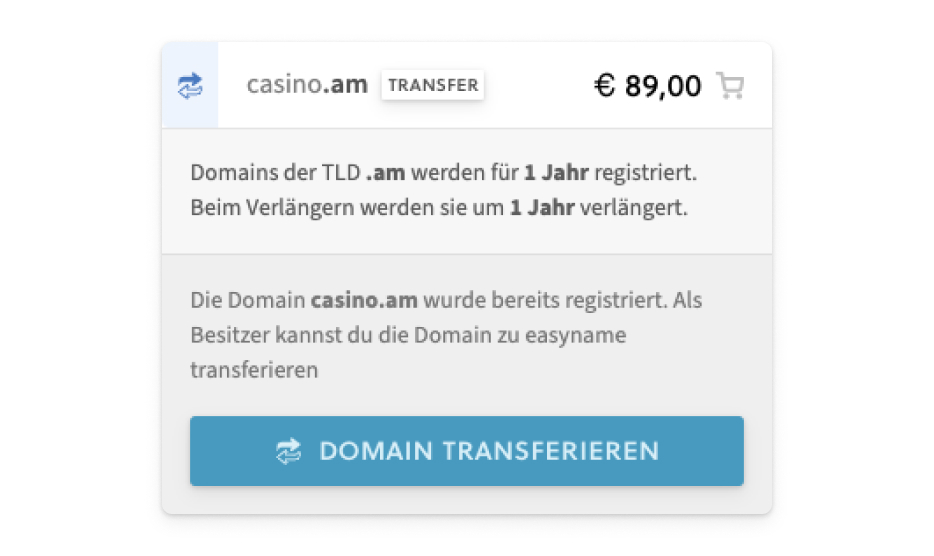 casino.am TRANSFER € 89,00
Domains der TLD .am werden für 1 Jahr registriert.
Beim Verlängern werden sie um 1 Jahr verlängert.
Die Domain casino.am wurde bereits registriert. Als
Besitzer kannst du die Domain zu easyname
transferieren
DOMAIN TRANSFERIEREN